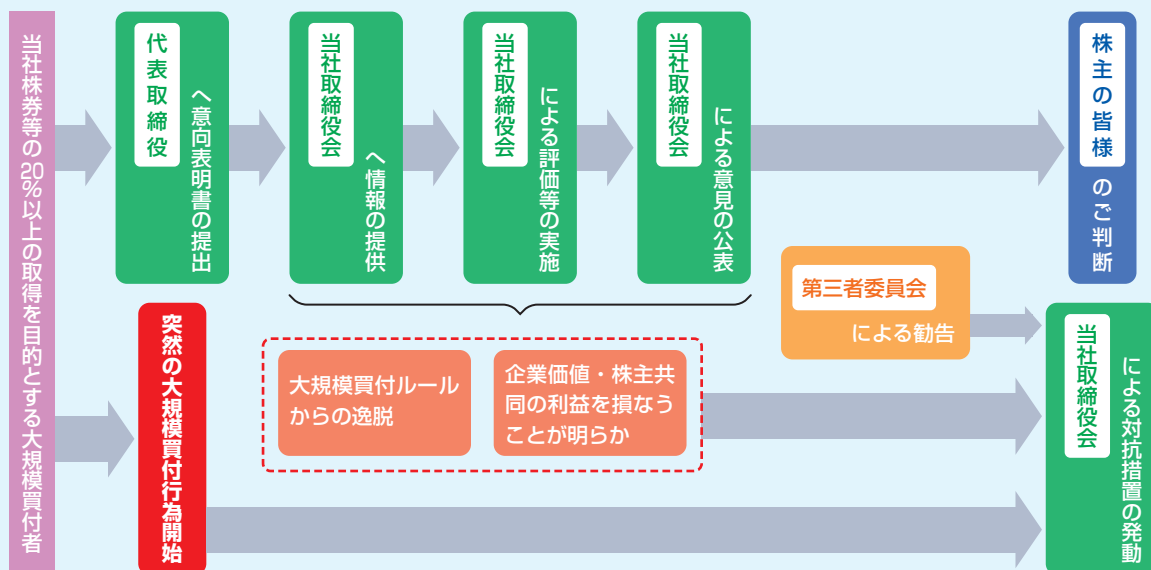 当社株券等の20%以上の取得を目的とする大規模買付者
代表取締役
へ意向表明書の提出
当社取締役会
へ情報の提供
当社取締役会
による評価等の実施
当社取締役会
による意見の公表
株主の皆様
のご判断
第三者委員会
による勧告
突然の大規模買付行為開始
大規模買付ルール
からの逸脱
企業価値・株主共
同の利益を損なう
ことが明らか
当社取締役会
による対抗措置の発動